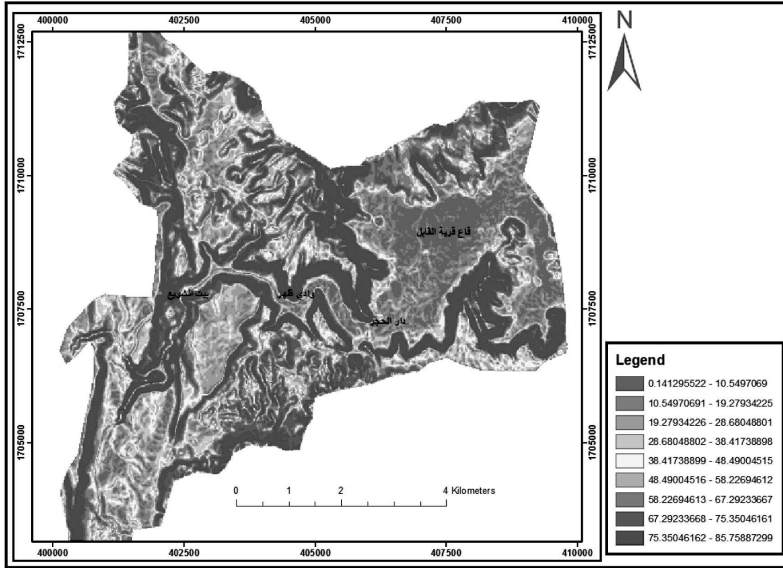 400000 402500 405000 407500 410000
N
1712500 1712500
1710000 1710000
قاع قرية القابل
بيت الشريع
وادي ظهر
1707500 1707500
دار الحجر
Legend
0.141295522 - 10.5497069
10.54970691 - 19.27934225
19.27934226 - 28.68048801
28.68048802 - 38.41738898
38.41738899 - 48.49004515
48.49004516 - 58.22694612
58.22694613 - 67.29233667
67.29233668 - 75.35046161
75.35046162 - 85.75887299
1705000 1705000
0 1 2 4 Kilometers
400000 402500 405000 407500 410000